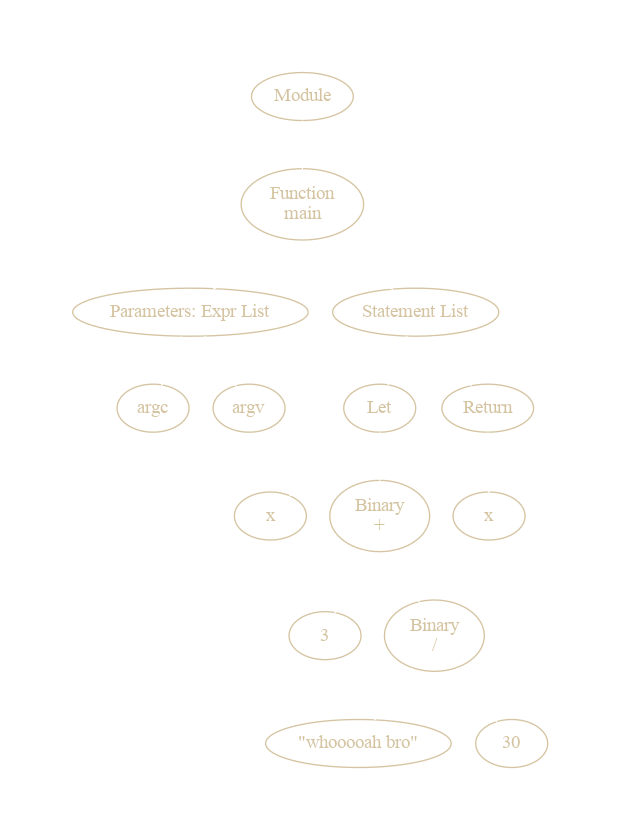 Module
Function
main
Parameters: Expr List
Statement List
argc
argv
Let
Return
x
Binary
+
x
3
Binary
/
"whooooah bro"
30